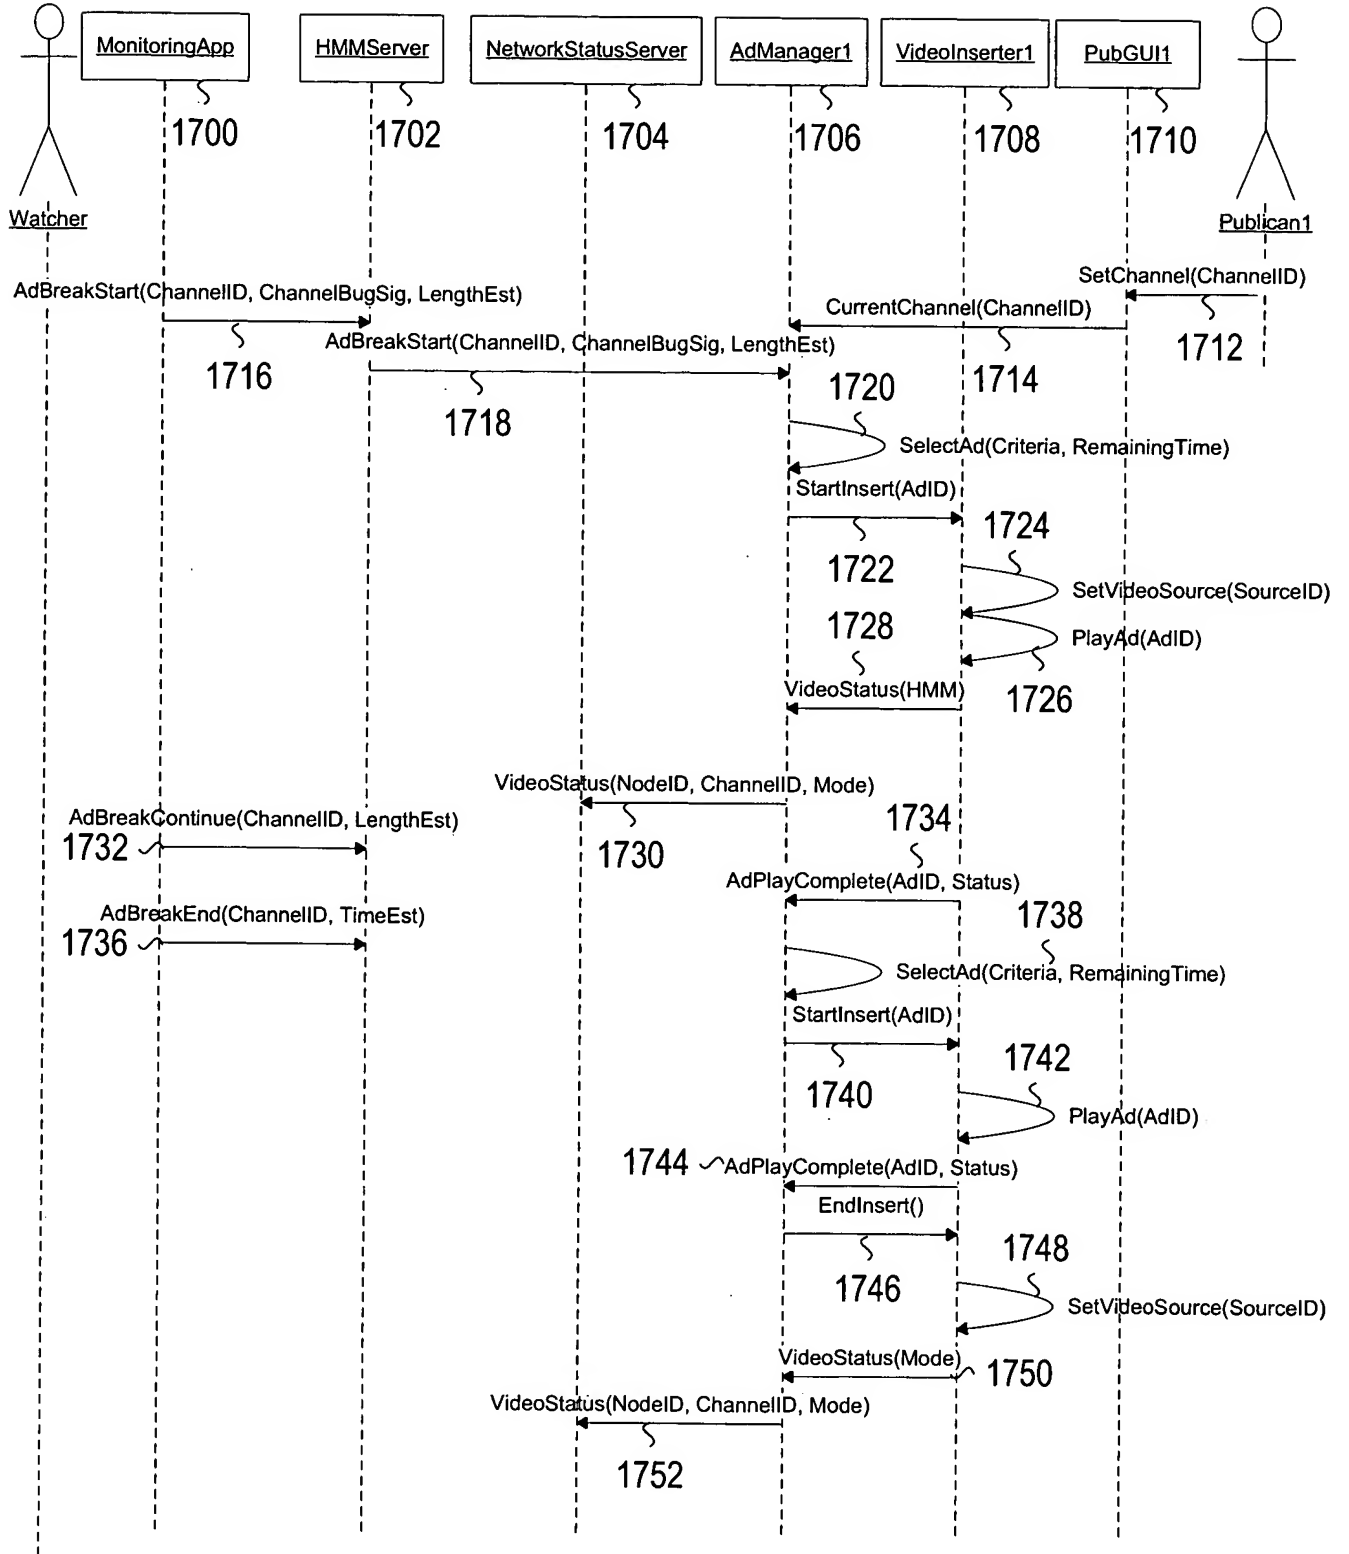 MonitoringApp
HMMServer
NetworkStatusServer
AdManager1
VideoInserter1
PubGUI1
1700
1702
1704
1706
1708
1710
Watcher
Publican1
SetChannel(ChannelID)
1712
AdBreakStart(ChannelID, ChannelBugSig, LengthEst)
1716
CurrentChannel(ChannelID)
1714
AdBreakStart(ChannelID, ChannelBugSig, LengthEst)
1718
1720
SelectAd(Criteria, RemainingTime)
StartInsert(AdID)
1722
1724
SetVideoSource(SourceID)
1728
PlayAd(AdID)
1726
VideoStatus(HMM)
VideoStatus(NodeID, ChannelID, Mode)
1730
AdBreakContinue(ChannelID, LengthEst)
1732
1734
AdPlayComplete(AdID, Status)
AdBreakEnd(ChannelID, TimeEst)
1736
1738
SelectAd(Criteria, RemainingTime)
StartInsert(AdID)
1740
1742
PlayAd(AdID)
1744
AdPlayComplete(AdID, Status)
EndInsert()
1746
1748
SetVideoSource(SourceID)
VideoStatus(Mode)
1750
VideoStatus(NodeID, ChannelID, Mode)
1752